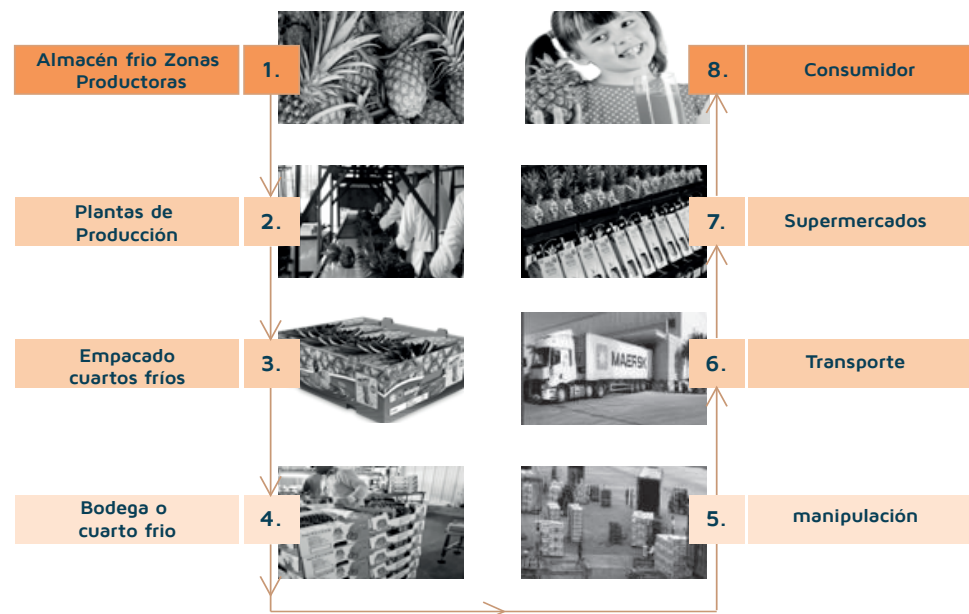 Almacén frio Zonas
Productoras
1.
Plantas de
Producción
2.
Empacado
cuartos fríos
3.
Bodega o
cuarto frio
4.
5.
manipulación
6.
Transporte
MAERSK
7.
Supermercados
8.
Consumidor